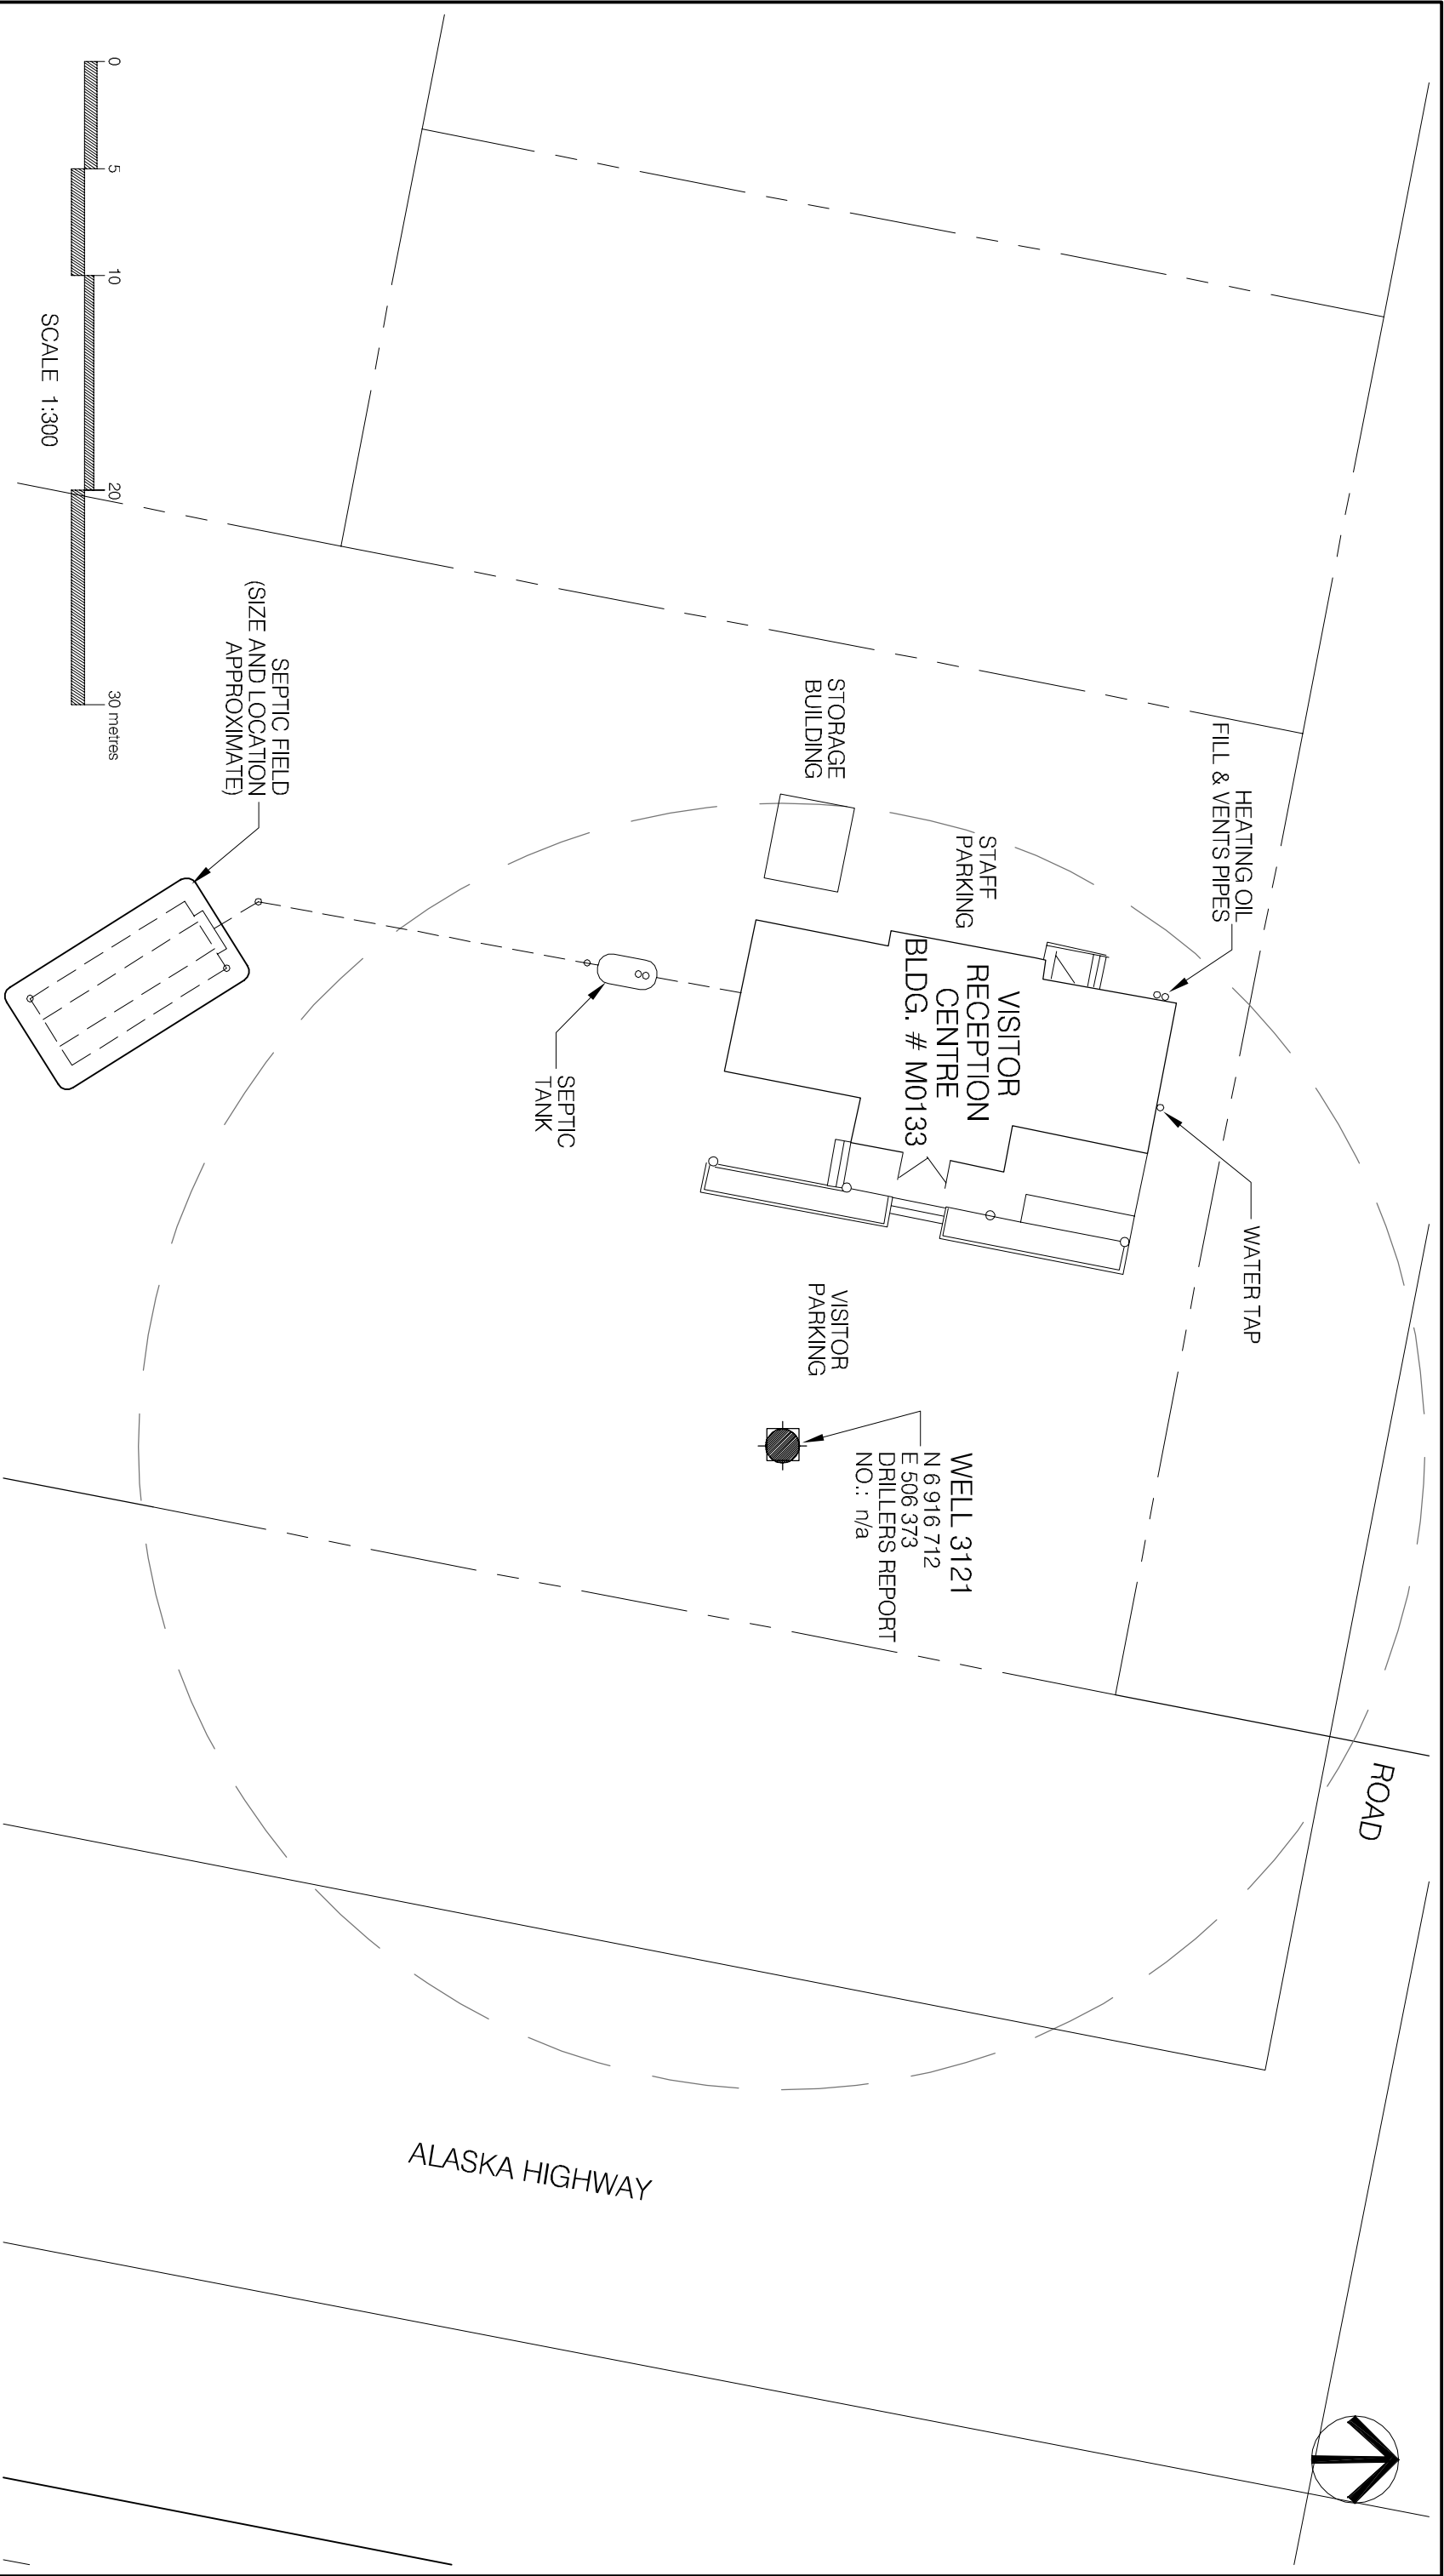 ROAD
HEATING OIL
FILL & VENTS PIPES
WATER TAP
STAFF
PARKING
VISITOR
RECEPTION
CENTRE
BLDG. # M0133
WELL 3121
N 6 916 712
E 506 373
DRILLERS REPORT
NO.: n/a
STORAGE
BUILDING
VISITOR
PARKING
SEPTIC
TANK
ALASKA HIGHWAY
SEPTIC FIELD
(SIZE AND LOCATION
APPROXIMATE)
0 5 10 20 30 metres
SCALE 1:300